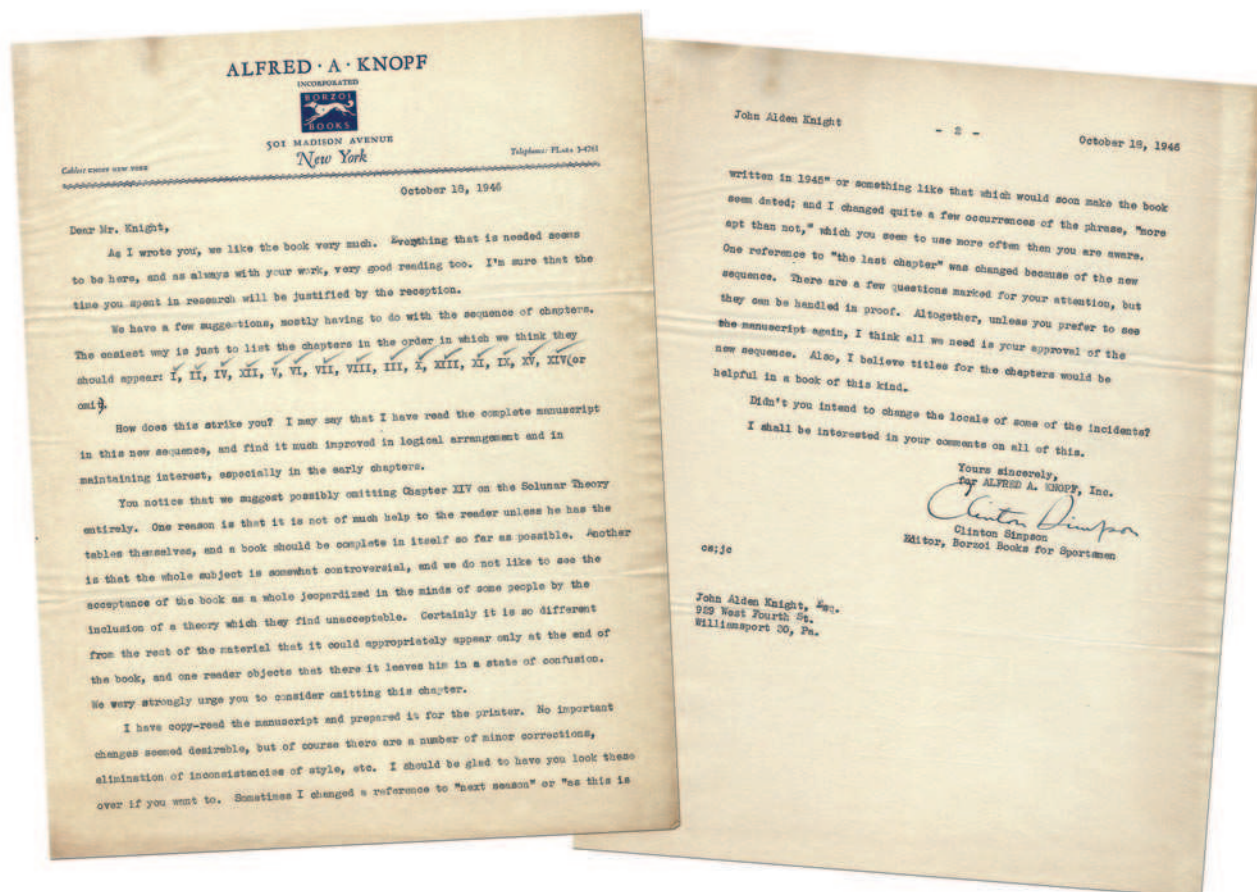 ALFRED · A · KNOPF
INCORPORATED
BORZOI
BOOKS
501 MADISON AVENUE
New York
Cables: KNOPF NEW YORK
Telephone: PLaza 3-4761
October 18, 1946
Dear Mr. Knight,
As I wrote you, we like the book very much. Everything that is needed seems
to be here, and as always with your work, very good reading too. I'm sure that the
time you spent in research will be justified by the reception.
We have a few suggestions, mostly having to do with the sequence of chapters.
The easiest way is just to list the chapters in the order in which we think they
should appear: I, II, IV, XII, V, VI, VII, VIII, III, X, XIII, XI, IX, XV, XIV(or
omit).
How does this strike you? I may say that I have read the complete manuscript
in this new sequence, and find it much improved in logical arrangement and in
maintaining interest, especially in the early chapters.
You notice that we suggest possibly omitting Chapter XIV on the Solunar Theory
entirely. One reason is that it is not of much help to the reader unless he has the
tables themselves, and a book should be complete in itself so far as possible. Another
is that the whole subject is somewhat controversial, and we do not like to see the
acceptance of the book as a whole jeopardized in the minds of some people by the
inclusion of a theory which they find unacceptable. Certainly it is so different
from the rest of the material that it could appropriately appear only at the end of
the book, and one reader objects that there it leaves him in a state of confusion.
We very strongly urge you to consider omitting this chapter.
I have copy-read the manuscript and prepared it for the printer. No important
changes seemed desirable, but of course there are a number of minor corrections,
elimination of inconsistencies of style, etc. I should be glad to have you look these
over if you want to. Sometimes I changed a reference to "next season" or "as this is
John Alden Knight
- 2 -
October 18, 1946
written in 1945" or something like that which would soon make the book
seem dated; and I changed quite a few occurrences of the phrase, "more
apt than not," which you seem to use more often then you are aware.
One reference to "the last chapter" was changed because of the new
sequence. There are a few questions marked for your attention, but
they can be handled in proof. Altogether, unless you prefer to see
the manuscript again, I think all we need is your approval of the
new sequence. Also, I believe titles for the chapters would be
helpful in a book of this kind.
Didn't you intend to change the locale of some of the incidents?
I shall be interested in your comments on all of this.
Yours sincerely,
for ALFRED A. KNOPF, Inc.
Clinton Simpson
Clinton Simpson
Editor, Borzoi Books for Sportsmen
cs;jc
John Alden Knight, Esq.
929 West Fourth St.
Williamsport 30, Pa.